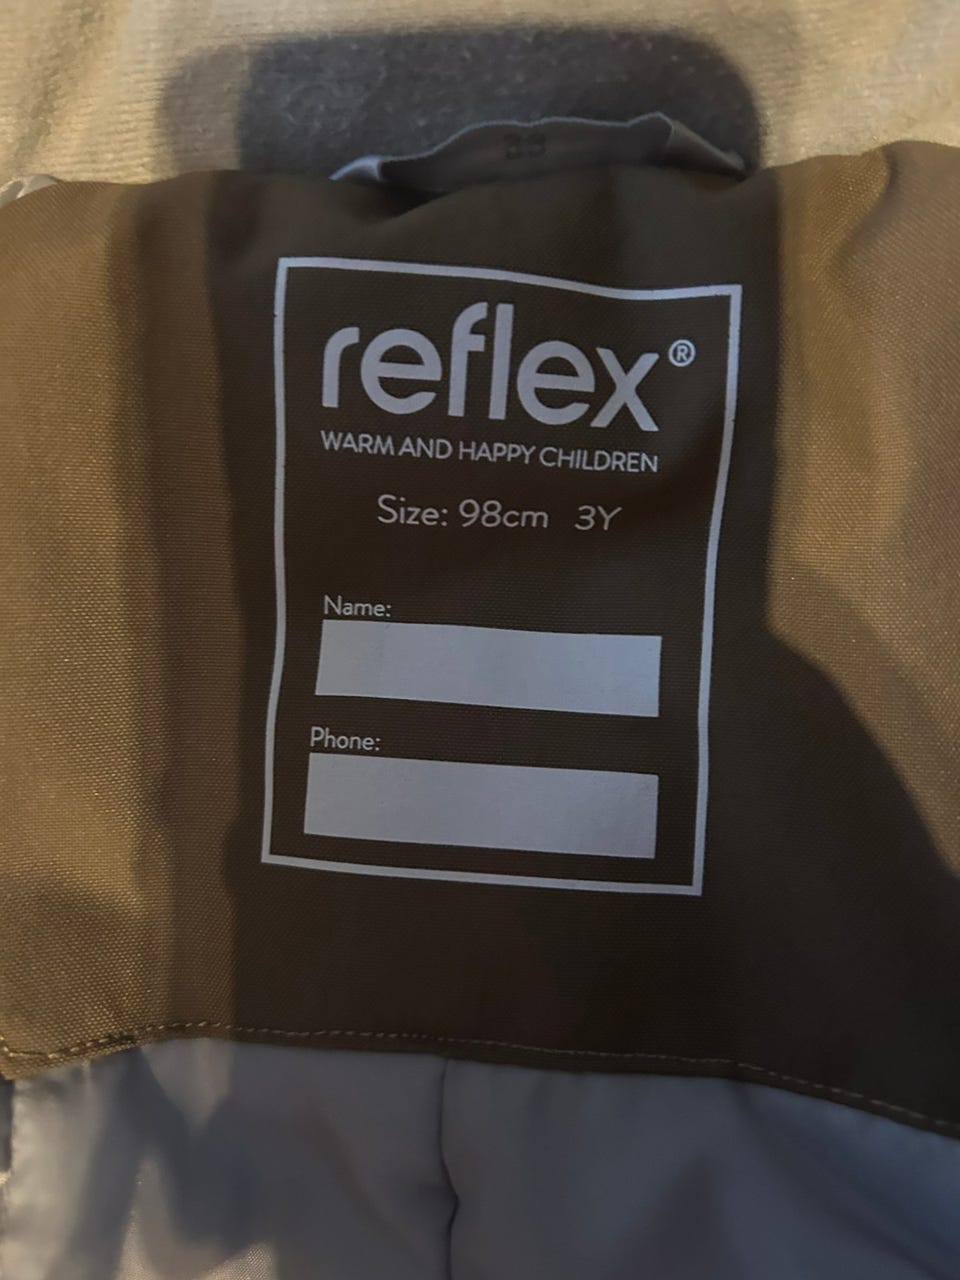 reflex®
WARM AND HAPPY CHILDREN
Size: 98cm 3Y
Name:
Phone: